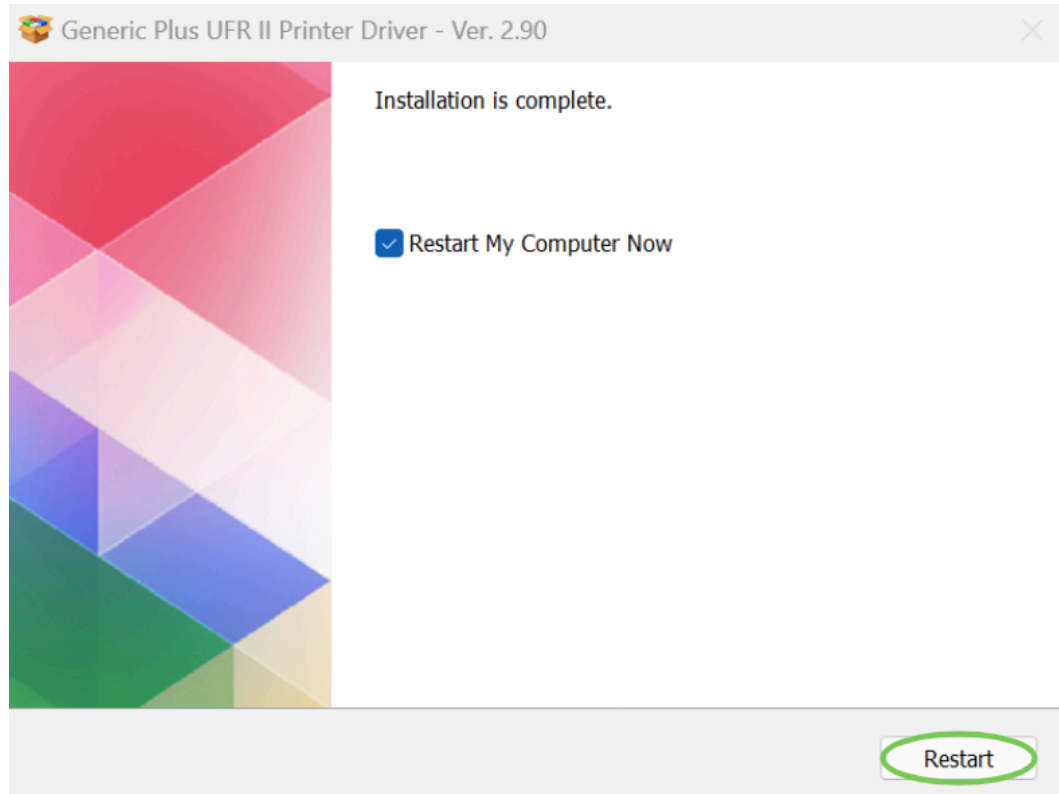 Generic Plus UFR II Printer Driver - Ver. 2.90
Installation is complete.
Restart My Computer Now
Restart